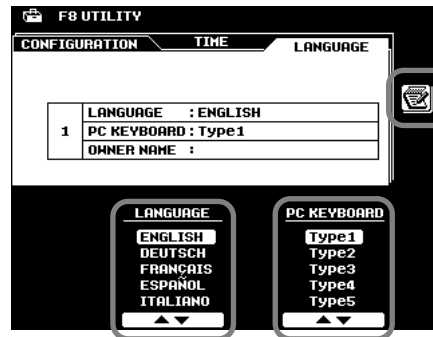 F8 UTILITY
CONFIGURATION TIME LANGUAGE
LANGUAGE : ENGLISH
1 PC KEYBOARD : Type1
OWNER NAME :
LANGUAGE PC KEYBOARD
ENGLISH Type1
DEUTSCH Type2
FRANÇAIS Type3
ESPAÑOL Type4
ITALIANO Type5